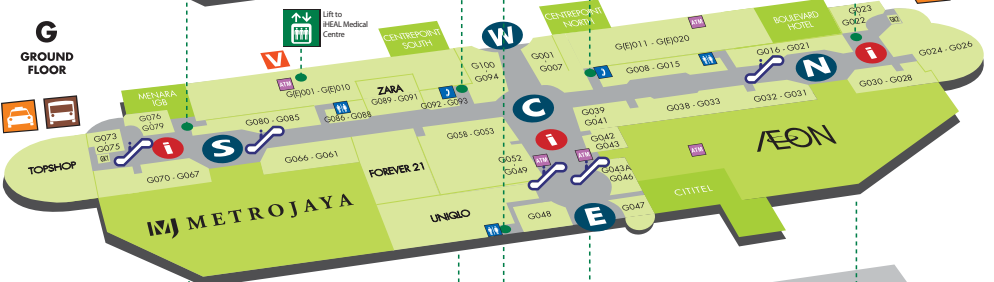 G
GROUND
FLOOR
Lift to
iHEAL Medical
Centre
V
ATM
G(E)001 - G(E)010
CENTREPOINT
SOUTH
W
CENTREPOINT
NORTH
G001
G007
ATM
G(E)011 - G(E)020
BOULEVARD
HOTEL
G023
G022
i
G024 - G026
G016 - G021
N
G030 - G028
G008 - G015
G100
G094
ZARA
G089 - G091
G092 - G093
G086 - G088
MENARA
IGB
G076
G079
G080 - G085
G073
G075
TOPSHOP
i
S
G070 - G067
G066 - G061
METROJAYA
FOREVER 21
G058 - G053
UNIQLO
C
i
G039
G041
G042
G043
G038 - G033
G032 - G031
ÆON
ATM
G052
G049
ATM
ATM
G043A
G046
G048
E
G047
CITITEL